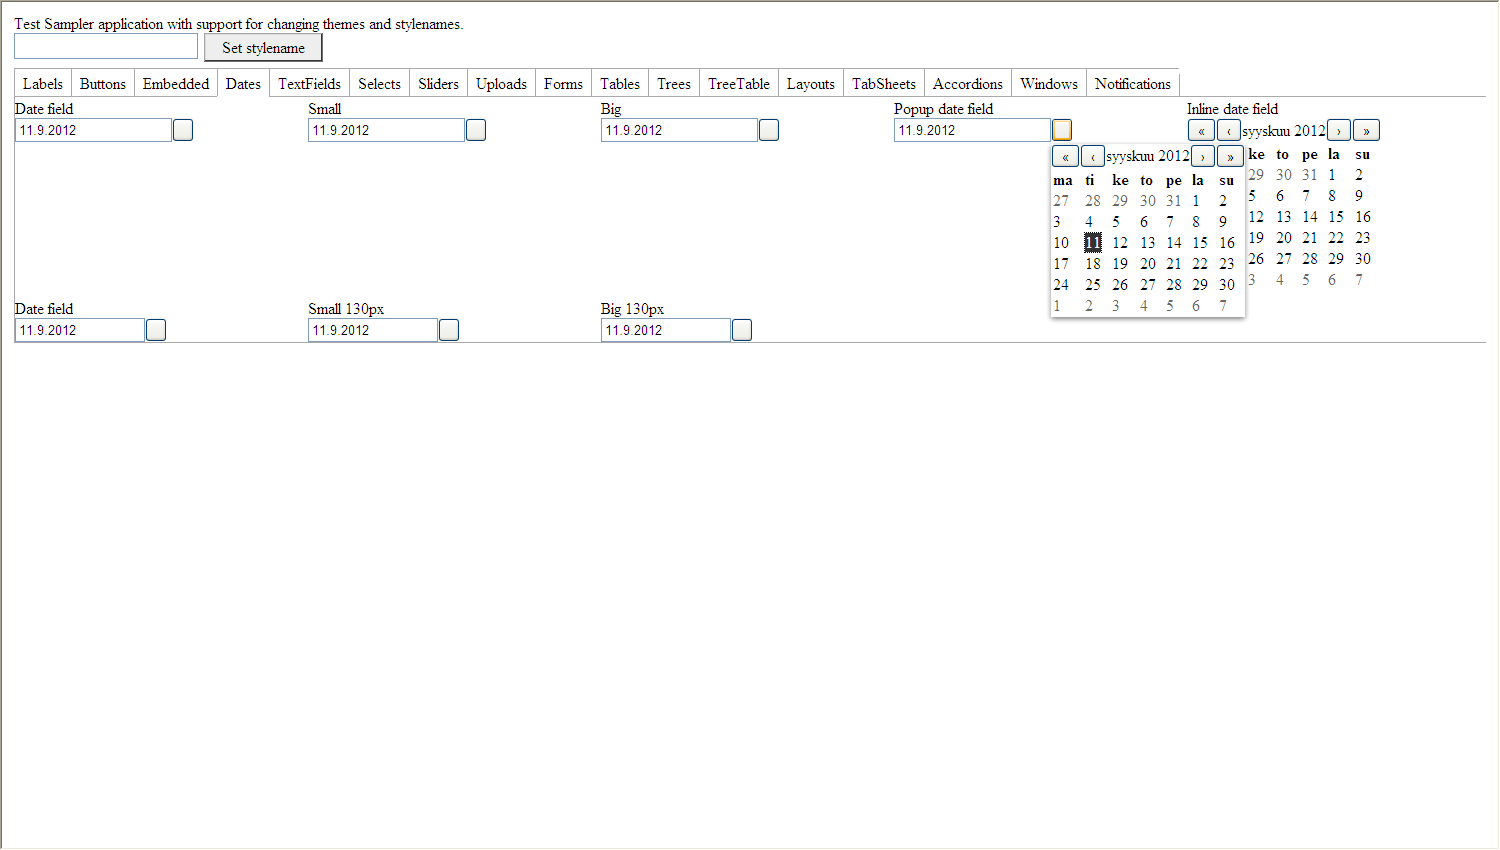 Test Sampler application with support for changing themes and stylenames.
Set stylename
Labels Buttons Embedded Dates TextFields Selects Sliders Uploads Forms Tables Trees TreeTable Layouts TabSheets Accordions Windows Notifications
Date field Small Big Popup date field Inline date field
11.9.2012 11.9.2012 11.9.2012 11.9.2012 « ‹ syyskuu 2012 › »
« ‹ syyskuu 2012 › » ke to pe la su
ma ti ke to pe la su 29 30 31 1 2
27 28 29 30 31 1 2 5 6 7 8 9
3 4 5 6 7 8 9 12 13 14 15 16
10 11 12 13 14 15 16 19 20 21 22 23
17 18 19 20 21 22 23 26 27 28 29 30
24 25 26 27 28 29 30 3 4 5 6 7
1 2 3 4 5 6 7
Date field Small 130px Big 130px
11.9.2012 11.9.2012 11.9.2012